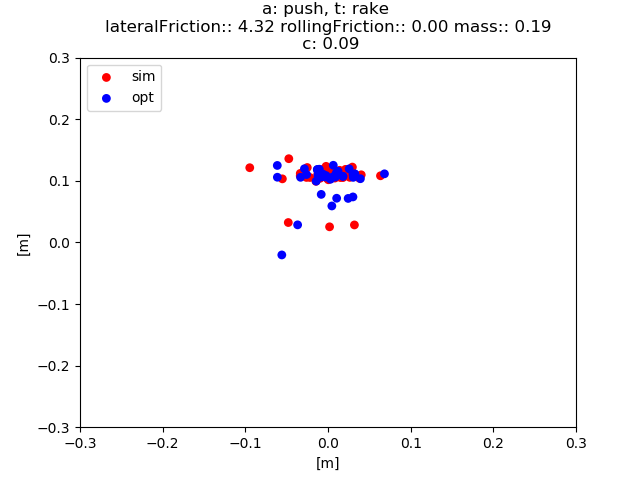 a: push, t: rake
lateralFriction:: 4.32 rollingFriction:: 0.00 mass:: 0.19
c: 0.09
sim
opt
0.3
0.2
0.1
0.0
−0.1
−0.2
−0.3
[m]
−0.3 −0.2 −0.1 0.0 0.1 0.2 0.3
[m]